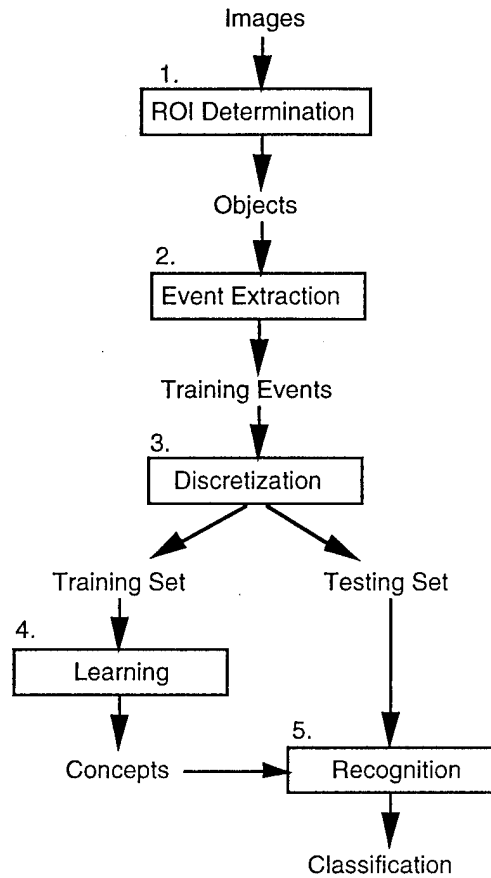 Images
1.
ROI Determination
Objects
2.
Event Extraction
Training Events
3.
Discretization
Training Set
Testing Set
4.
Learning
5.
Concepts
Recognition
Classification